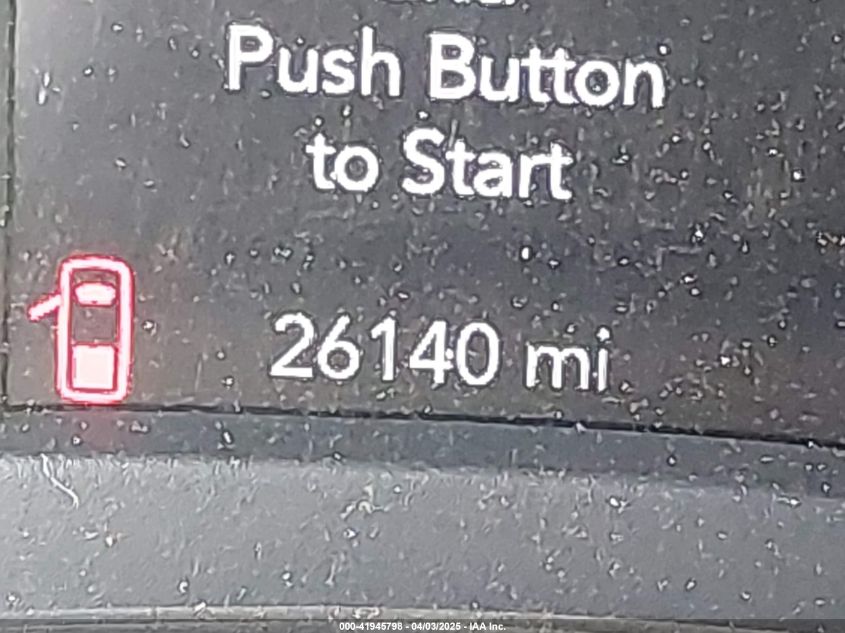 Push Button
to Start
26140 mi
000-41945798 - 04/03/2025 - IAA Inc.